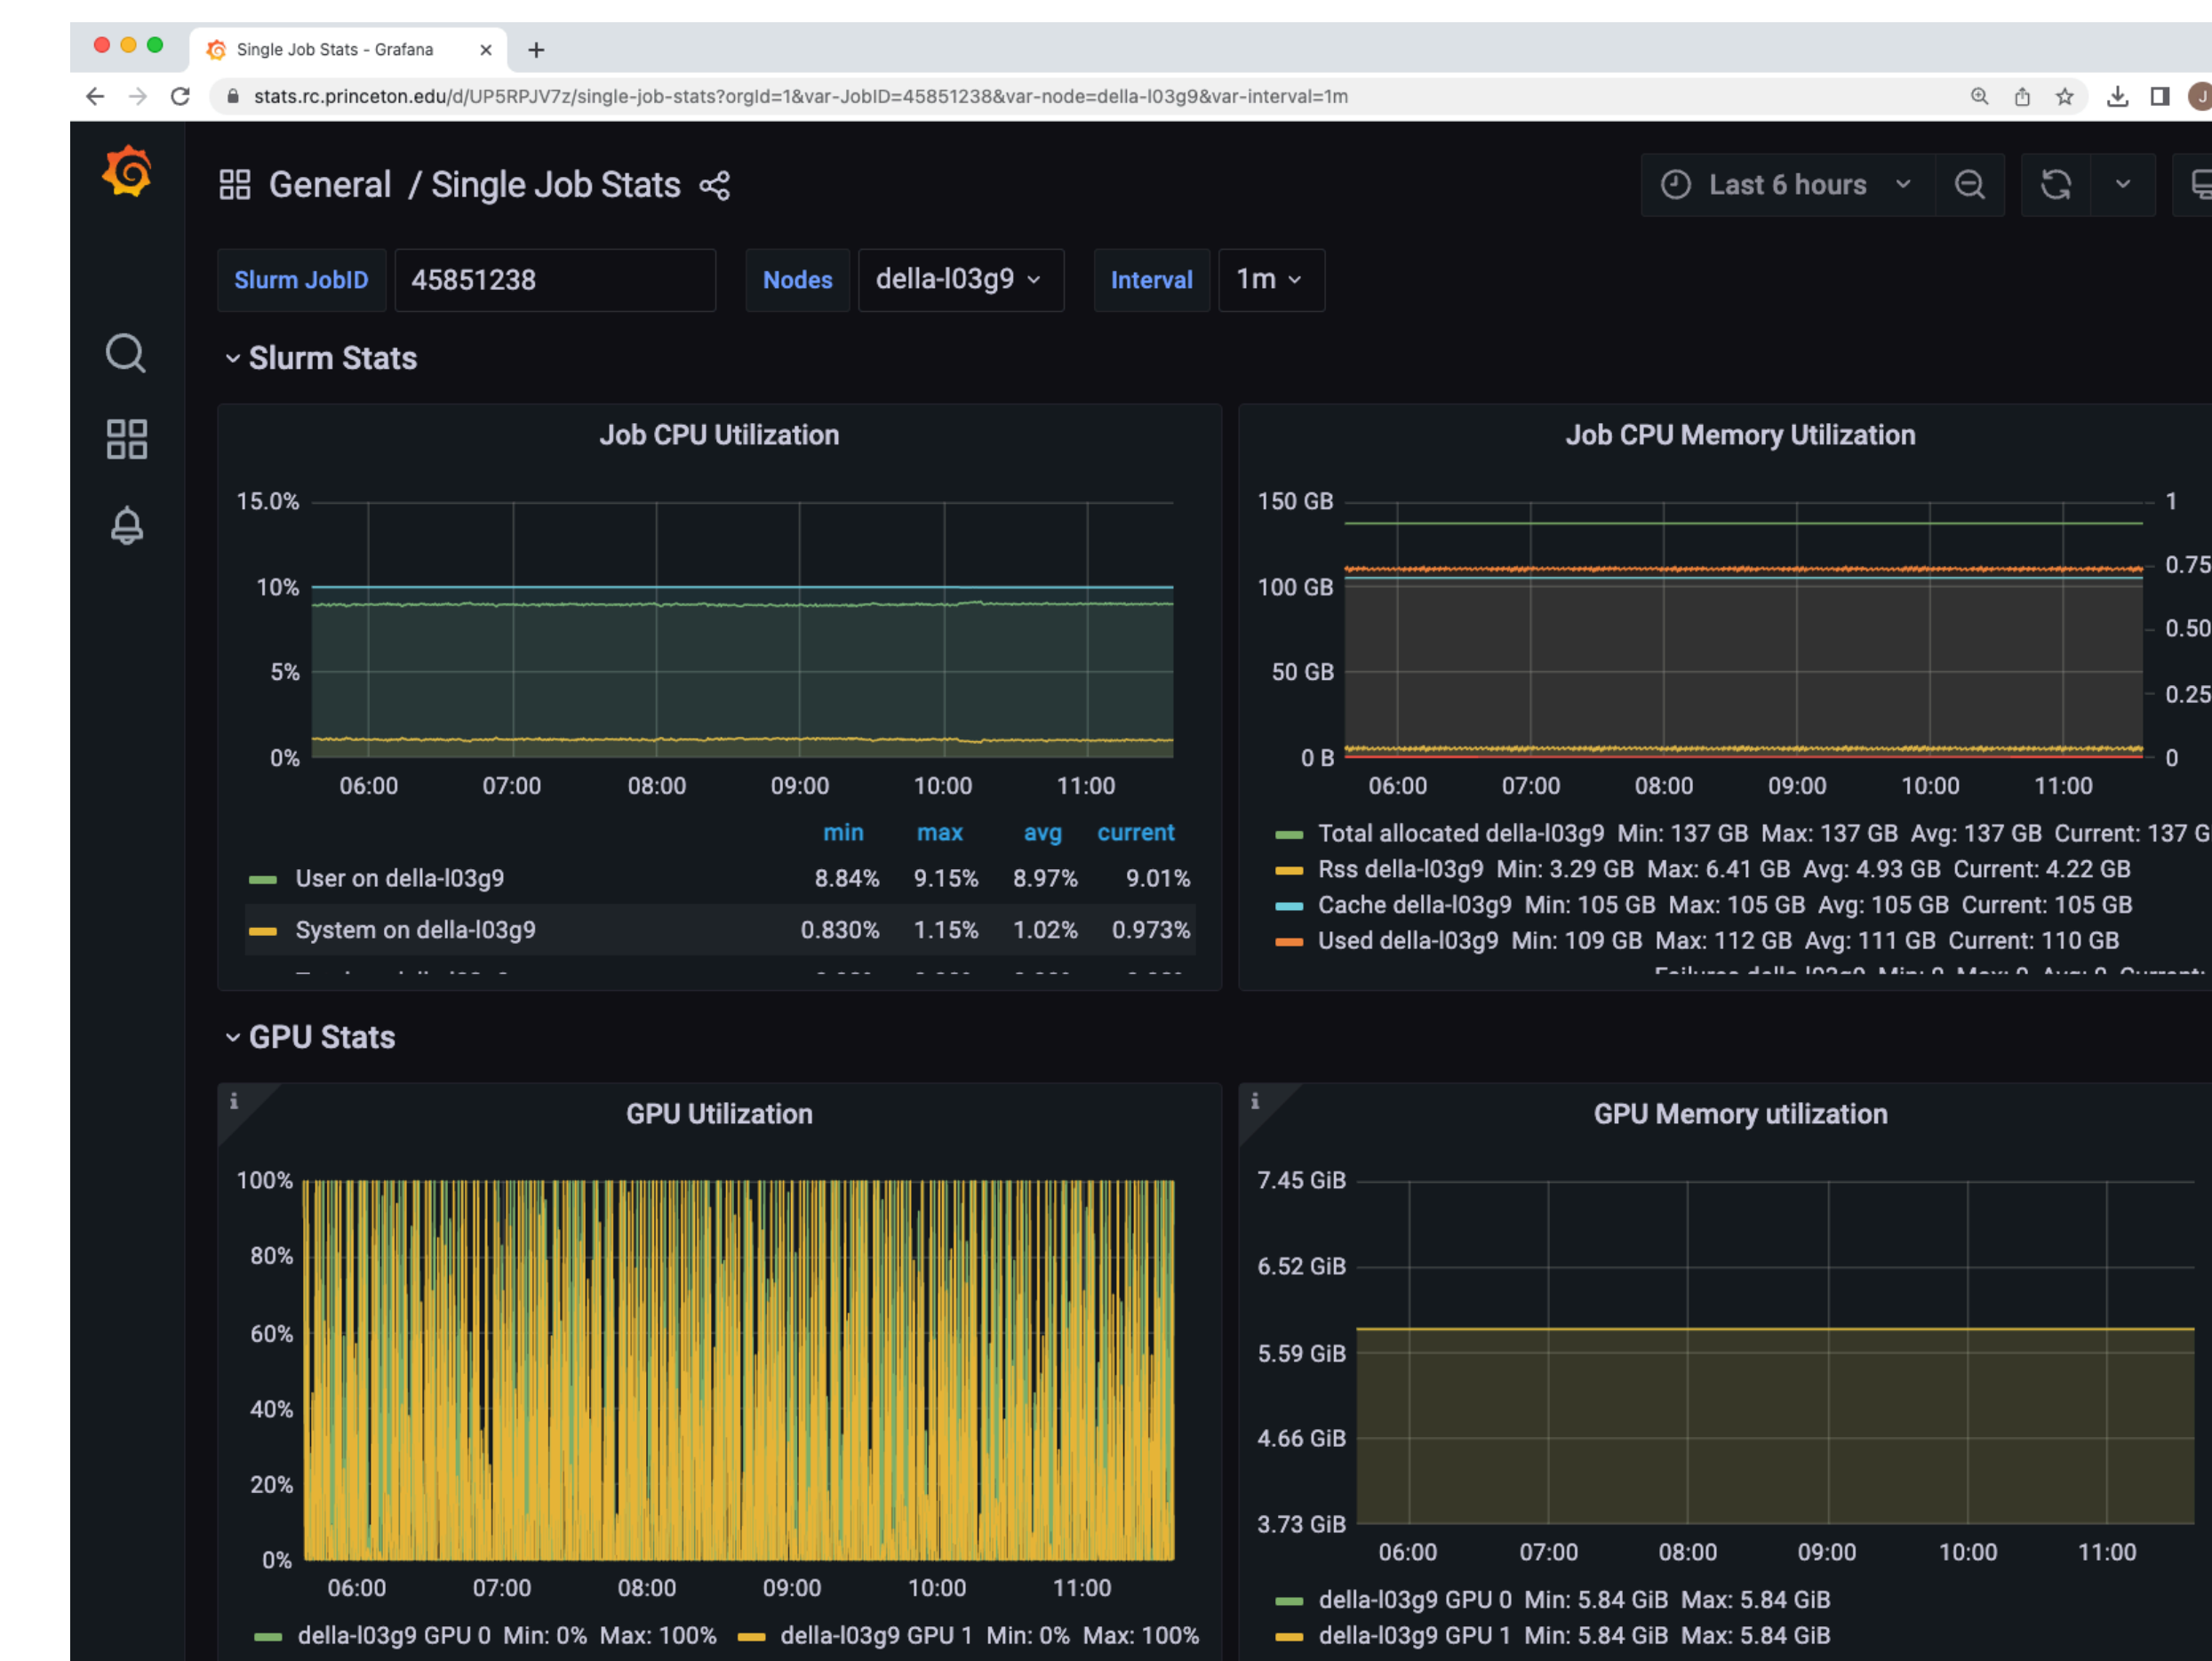 Single Job Stats - Grafana
stats.rc.princeton.edu/d/UP5RPJV7z/single-job-stats?orgId=1&var-JobID=45851238&var-node=della-l03g9&var-interval=1m
J
General / Single Job Stats
Last 6 hours
Slurm JobID 45851238 Nodes della-l03g9 Interval 1m
Slurm Stats
Job CPU Utilization
15.0%
10%
5%
0%
06:00 07:00 08:00 09:00 10:00 11:00
min max avg current
User on della-l03g9 8.84% 9.15% 8.97% 9.01%
System on della-l03g9 0.830% 1.15% 1.02% 0.973%
Job CPU Memory Utilization
150 GB 1
0.75
100 GB
0.50
50 GB
0.25
0 B 0
06:00 07:00 08:00 09:00 10:00 11:00
Total allocated della-l03g9 Min: 137 GB Max: 137 GB Avg: 137 GB Current: 137 G
Rss della-l03g9 Min: 3.29 GB Max: 6.41 GB Avg: 4.93 GB Current: 4.22 GB
Cache della-l03g9 Min: 105 GB Max: 105 GB Avg: 105 GB Current: 105 GB
Used della-l03g9 Min: 109 GB Max: 112 GB Avg: 111 GB Current: 110 GB
Failures della-l03g9 Min: 0 Max: 0 Avg: 0 Current:
GPU Stats
i
GPU Utilization
100%
80%
60%
40%
20%
0%
06:00 07:00 08:00 09:00 10:00 11:00
della-l03g9 GPU 0 Min: 0% Max: 100% della-l03g9 GPU 1 Min: 0% Max: 100%
i
GPU Memory utilization
7.45 GiB
6.52 GiB
5.59 GiB
4.66 GiB
3.73 GiB
06:00 07:00 08:00 09:00 10:00 11:00
della-l03g9 GPU 0 Min: 5.84 GiB Max: 5.84 GiB
della-l03g9 GPU 1 Min: 5.84 GiB Max: 5.84 GiB